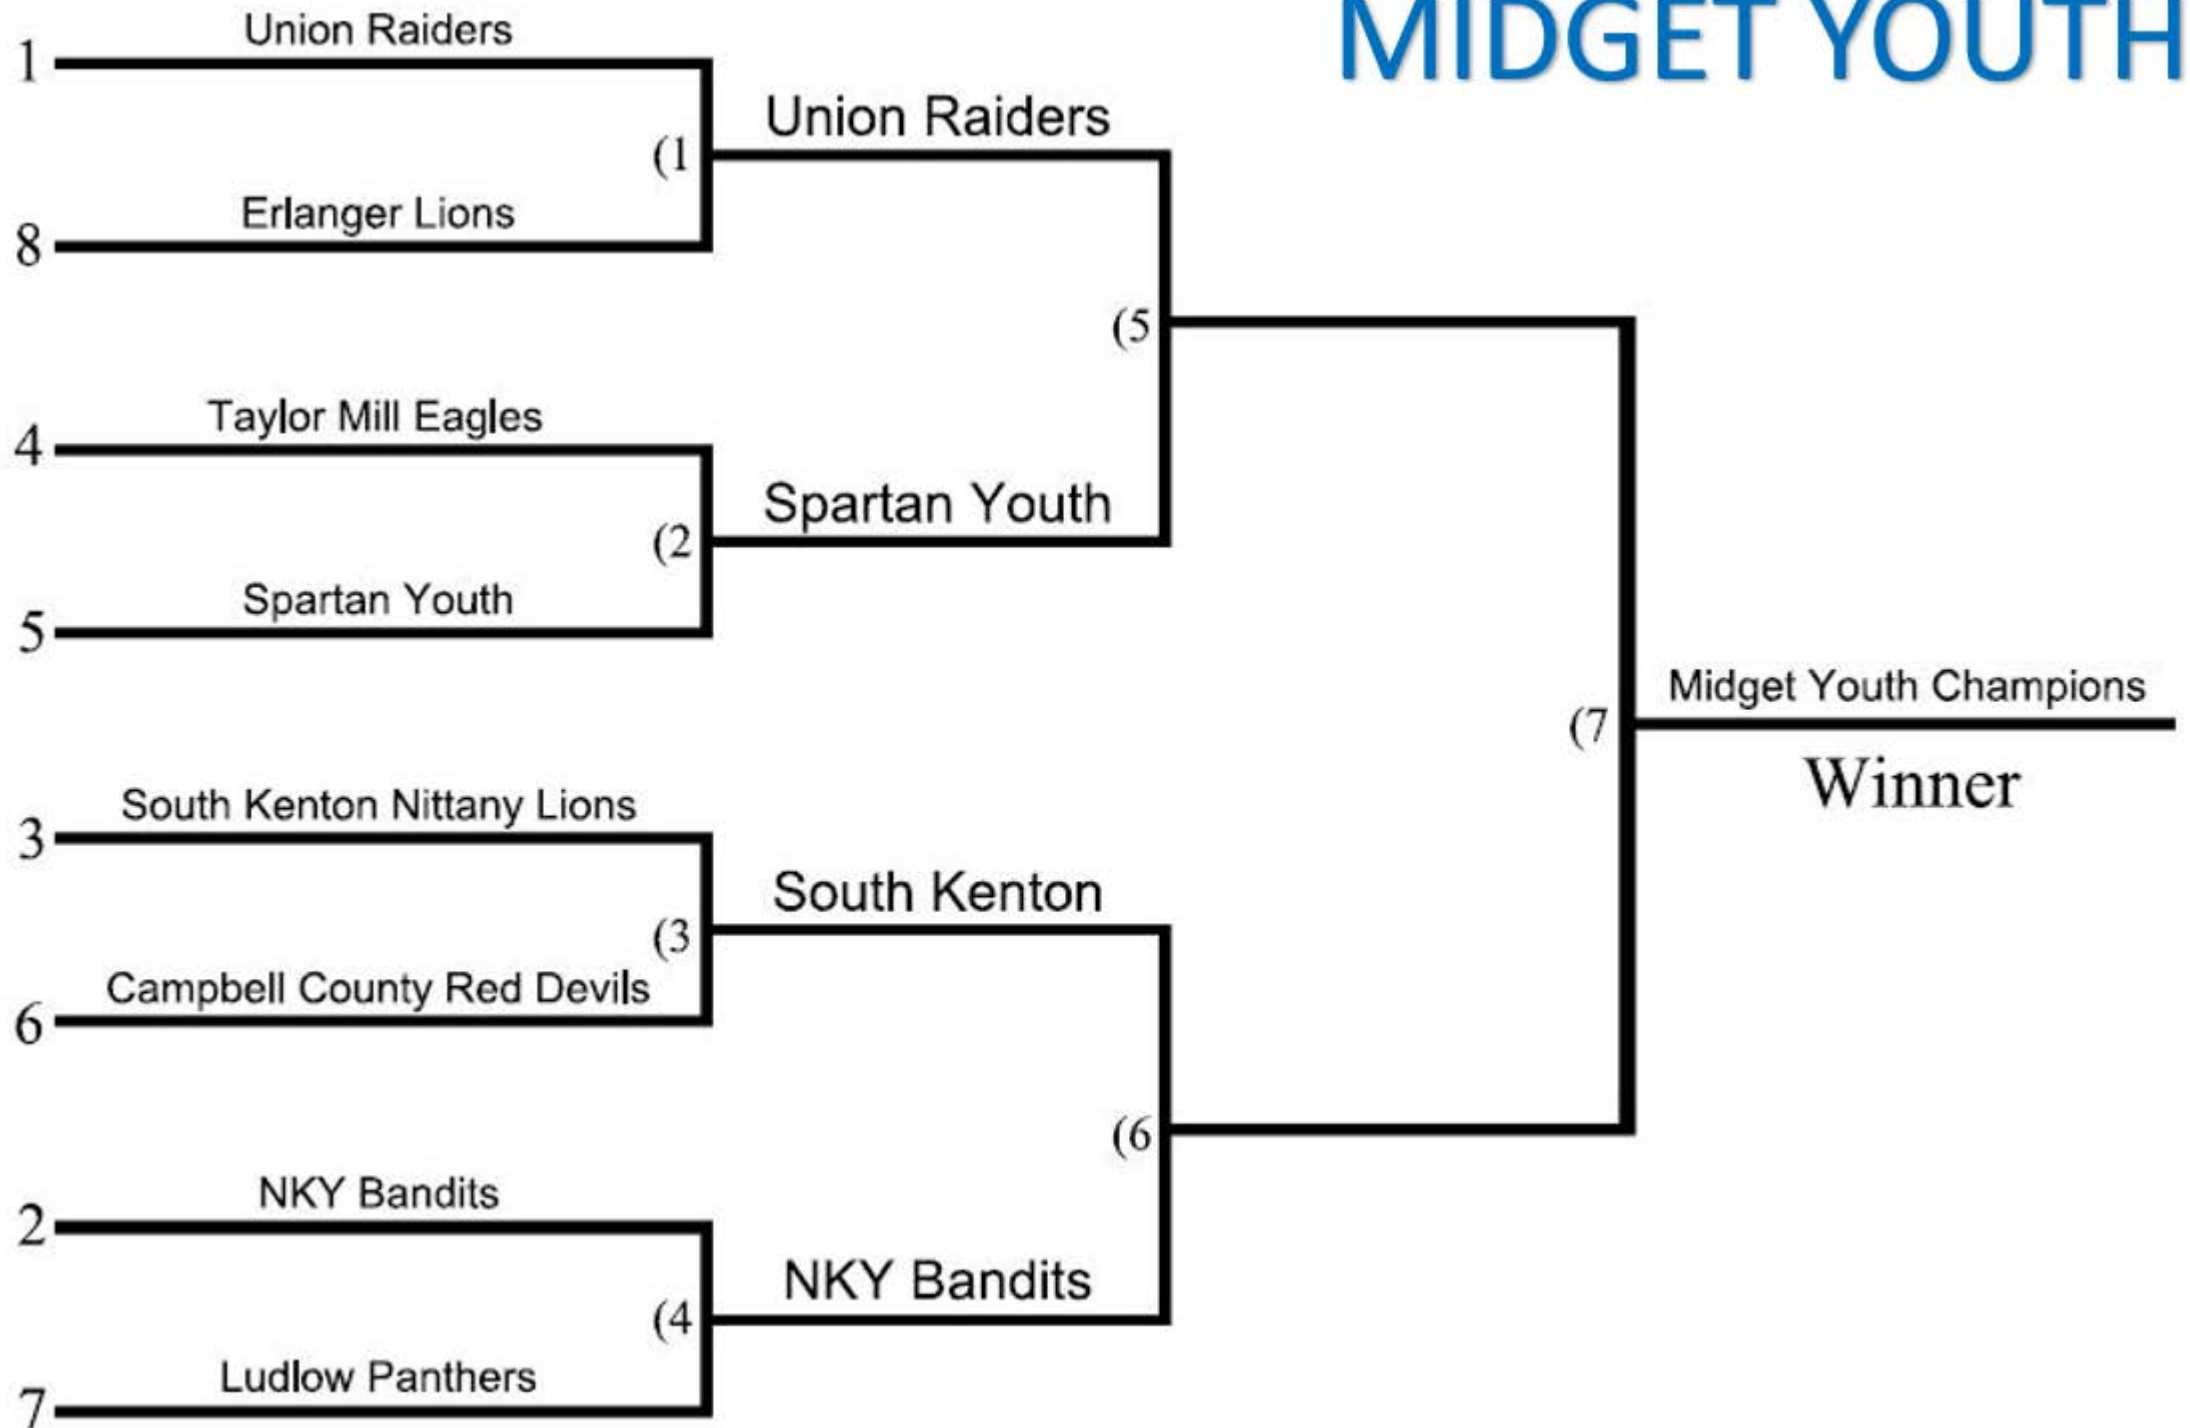 MIDGET YOUTH
Union Raiders
1
Union Raiders
(1
Erlanger Lions
8
(5
Taylor Mill Eagles
4
Spartan Youth
(2
Spartan Youth
5
Midget Youth Champions
(7
Winner
South Kenton Nittany Lions
3
South Kenton
(3
Campbell County Red Devils
6
(6
NKY Bandits
2
NKY Bandits
(4
Ludlow Panthers
7